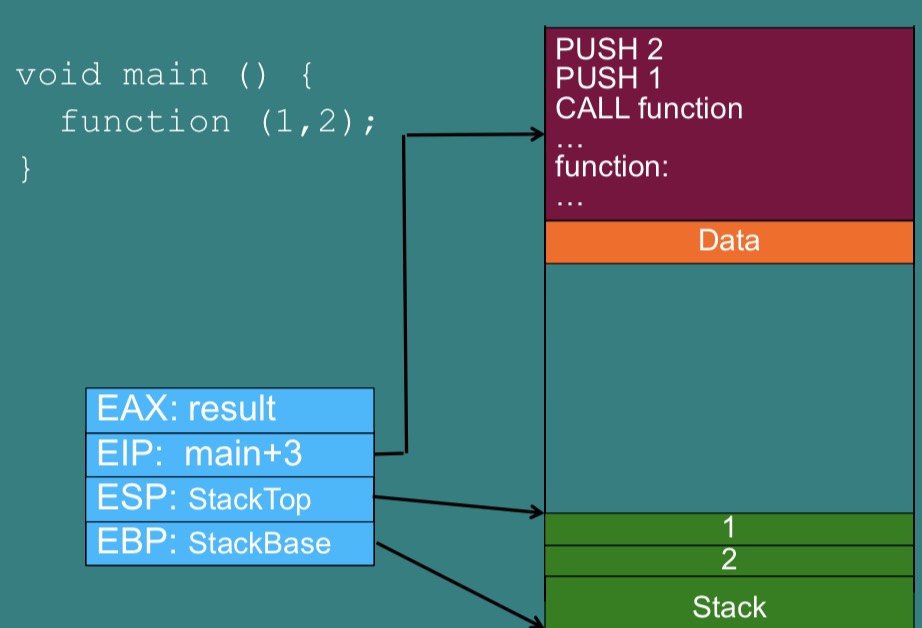 void main () {
function (1,2);
}
PUSH 2
PUSH 1
CALL function
…
function:
…
Data
EAX: result
EIP: main+3
ESP: StackTop
EBP: StackBase
1
2
Stack